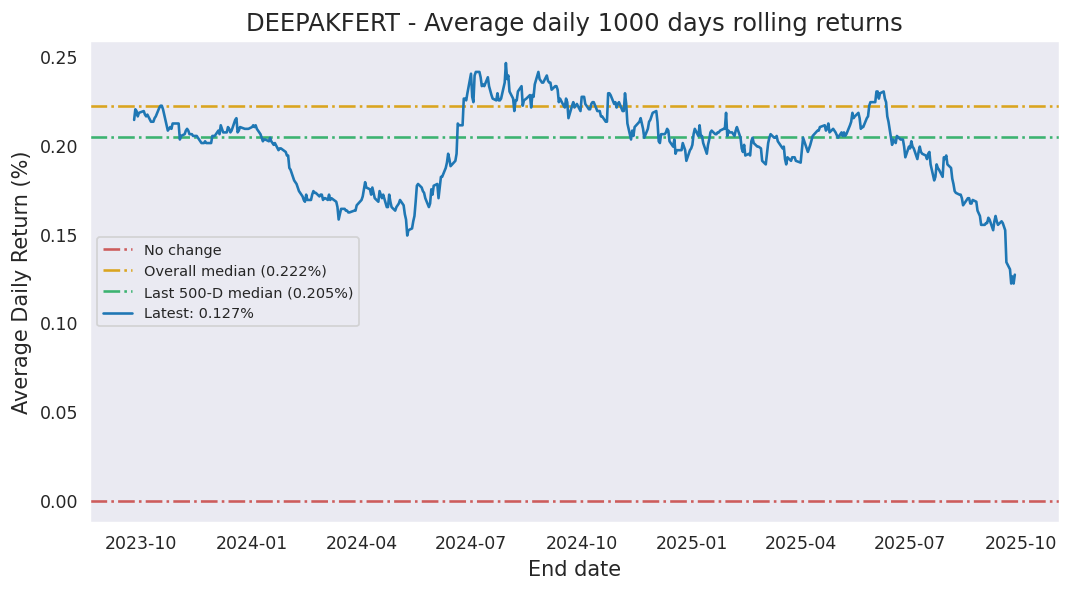 DEEPAKFERT - Average daily 1000 days rolling returns
Average Daily Return (%)
0.25
0.20
0.15
0.10
0.05
0.00
No change
Overall median (0.222%)
Last 500-D median (0.205%)
Latest: 0.127%
2023-10 2024-01 2024-04 2024-07 2024-10 2025-01 2025-04 2025-07 2025-10
End date